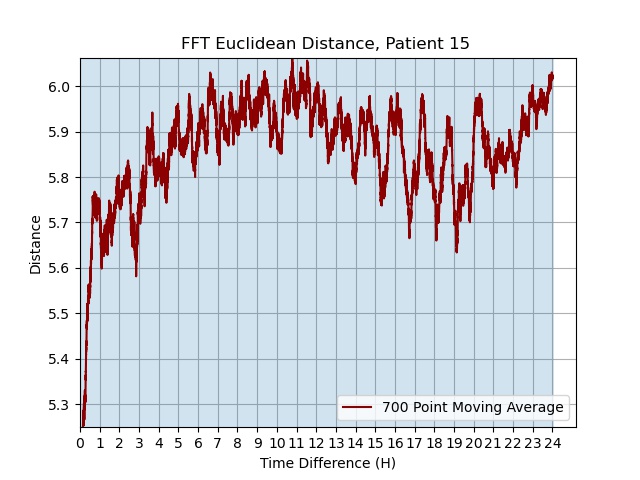 FFT Euclidean Distance, Patient 15
6.0
5.9
5.8
5.7
5.6
5.5
5.4
5.3
Distance
700 Point Moving Average
0 1 2 3 4 5 6 7 8 9 10 11 12 13 14 15 16 17 18 19 20 21 22 23 24
Time Difference (H)